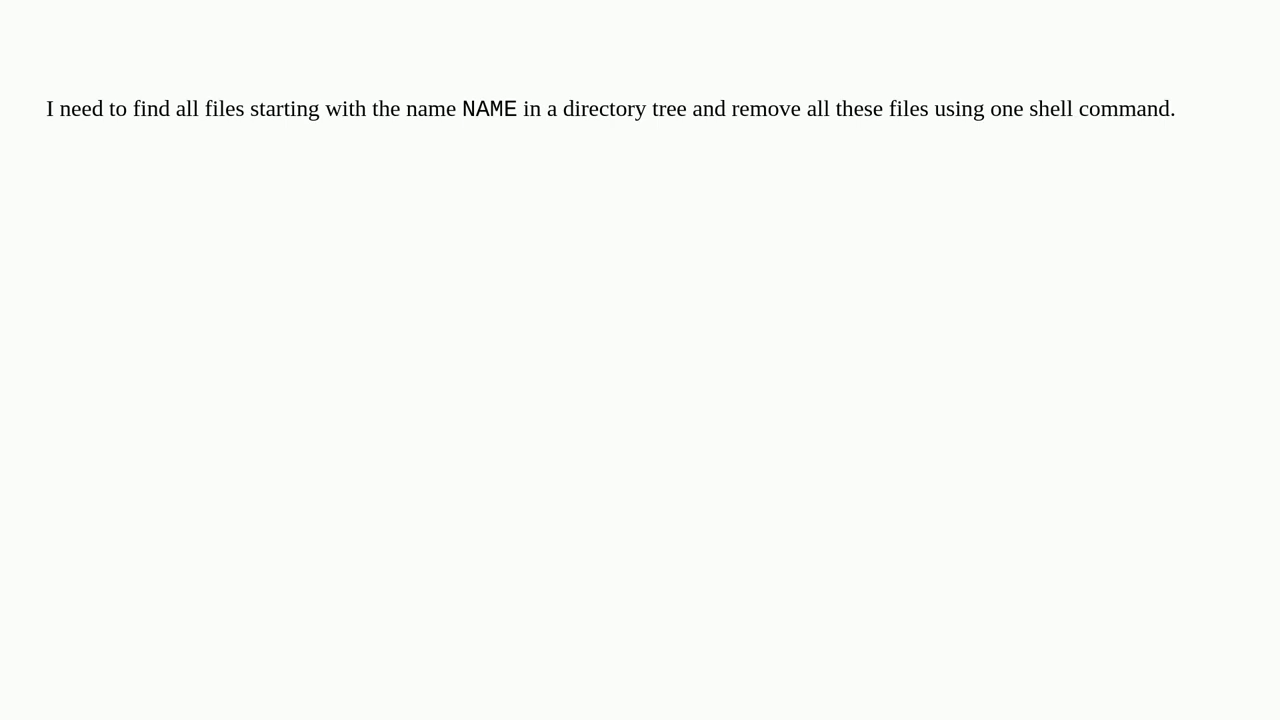 I need to find all files starting with the name NAME in a directory tree and remove all these files using one shell command.